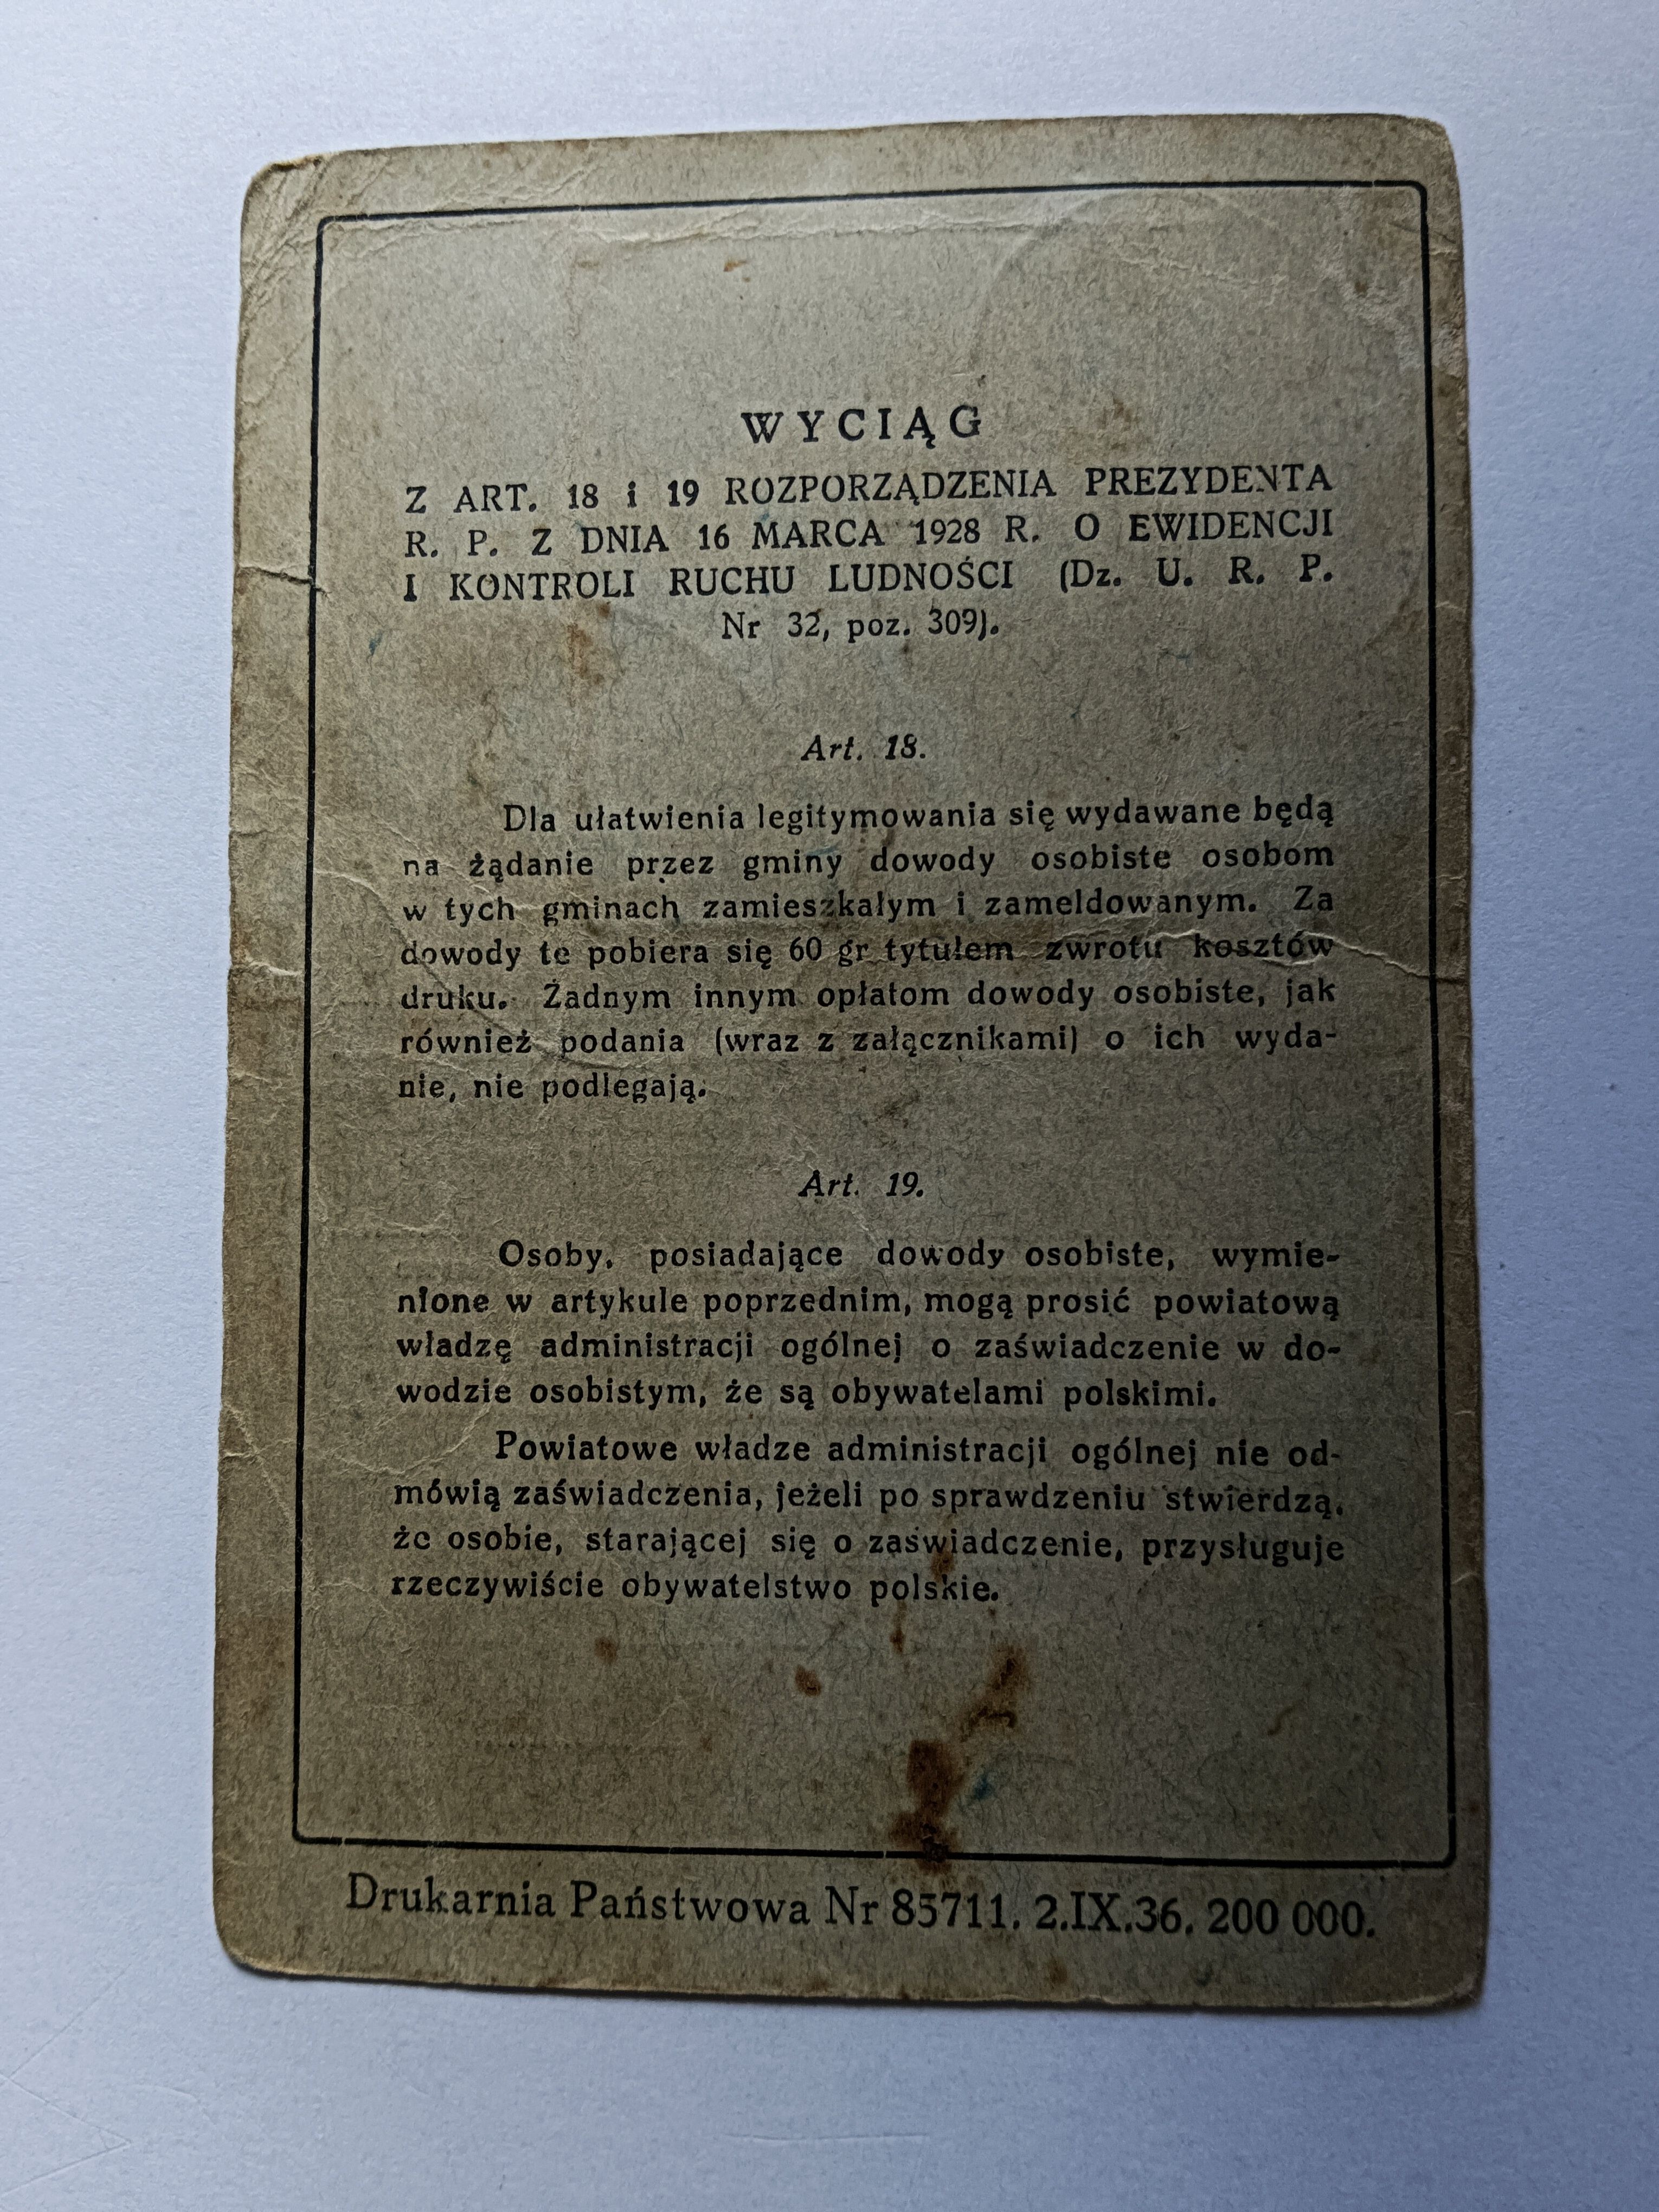 WYCIĄG
Z ART. 18 i 19 ROZPORZĄDZENIA PREZYDENTA
R. P. Z DNIA 16 MARCA 1928 R. O EWIDENCJI
I KONTROLI RUCHU LUDNOŚCI (Dz. U. R. P.
Nr 32, poz. 309).
Art. 18.
Dla ułatwienia legitymowania się wydawane będą
na żądanie przez gminy dowody osobiste osobom
w tych gminach zamieszkałym i zameldowanym. Za
dowody te pobiera się 60 gr tytułem zwrotu kosztów
druku. Żadnym innym opłatom dowody osobiste, jak
również podania (wraz z załącznikami) o ich wyda-
nie, nie podlegają.
Art. 19.
Osoby, posiadające dowody osobiste, wymie-
nione w artykule poprzednim, mogą prosić powiatową
władzę administracji ogólnej o zaświadczenie w do-
wodzie osobistym, że są obywatelami polskimi.
Powiatowe władze administracji ogólnej nie od-
mówią zaświadczenia, jeżeli po sprawdzeniu stwierdzą,
że osobie, starającej się o zaświadczenie, przysługuje
rzeczywiście obywatelstwo polskie.
Drukarnia Państwowa Nr 85711. 2.IX.36. 200 000.